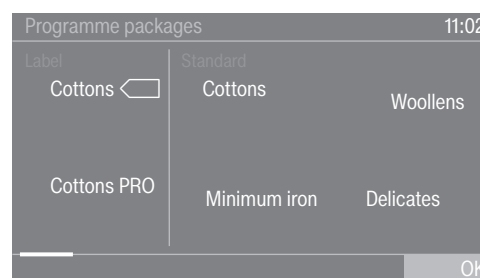 Programme packages 11:02
Label Standard
Cottons Cottons
Woollens
Cottons PRO
Minimum iron Delicates
OK